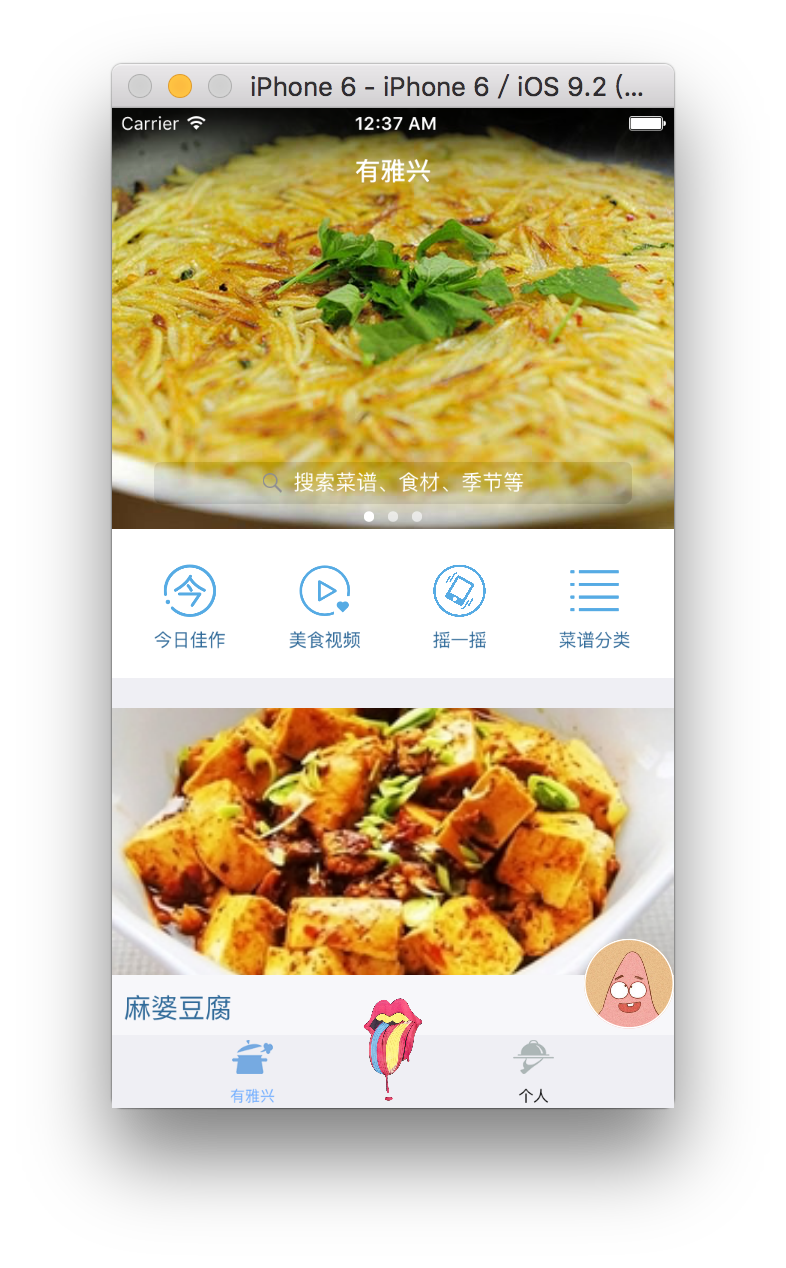 iPhone 6 - iPhone 6 / iOS 9.2 (...
Carrier 12:37 AM
有雅兴
搜索菜谱、食材、季节等
今
今日佳作 美食视频 摇一摇 菜谱分类
麻婆豆腐
有雅兴 个人